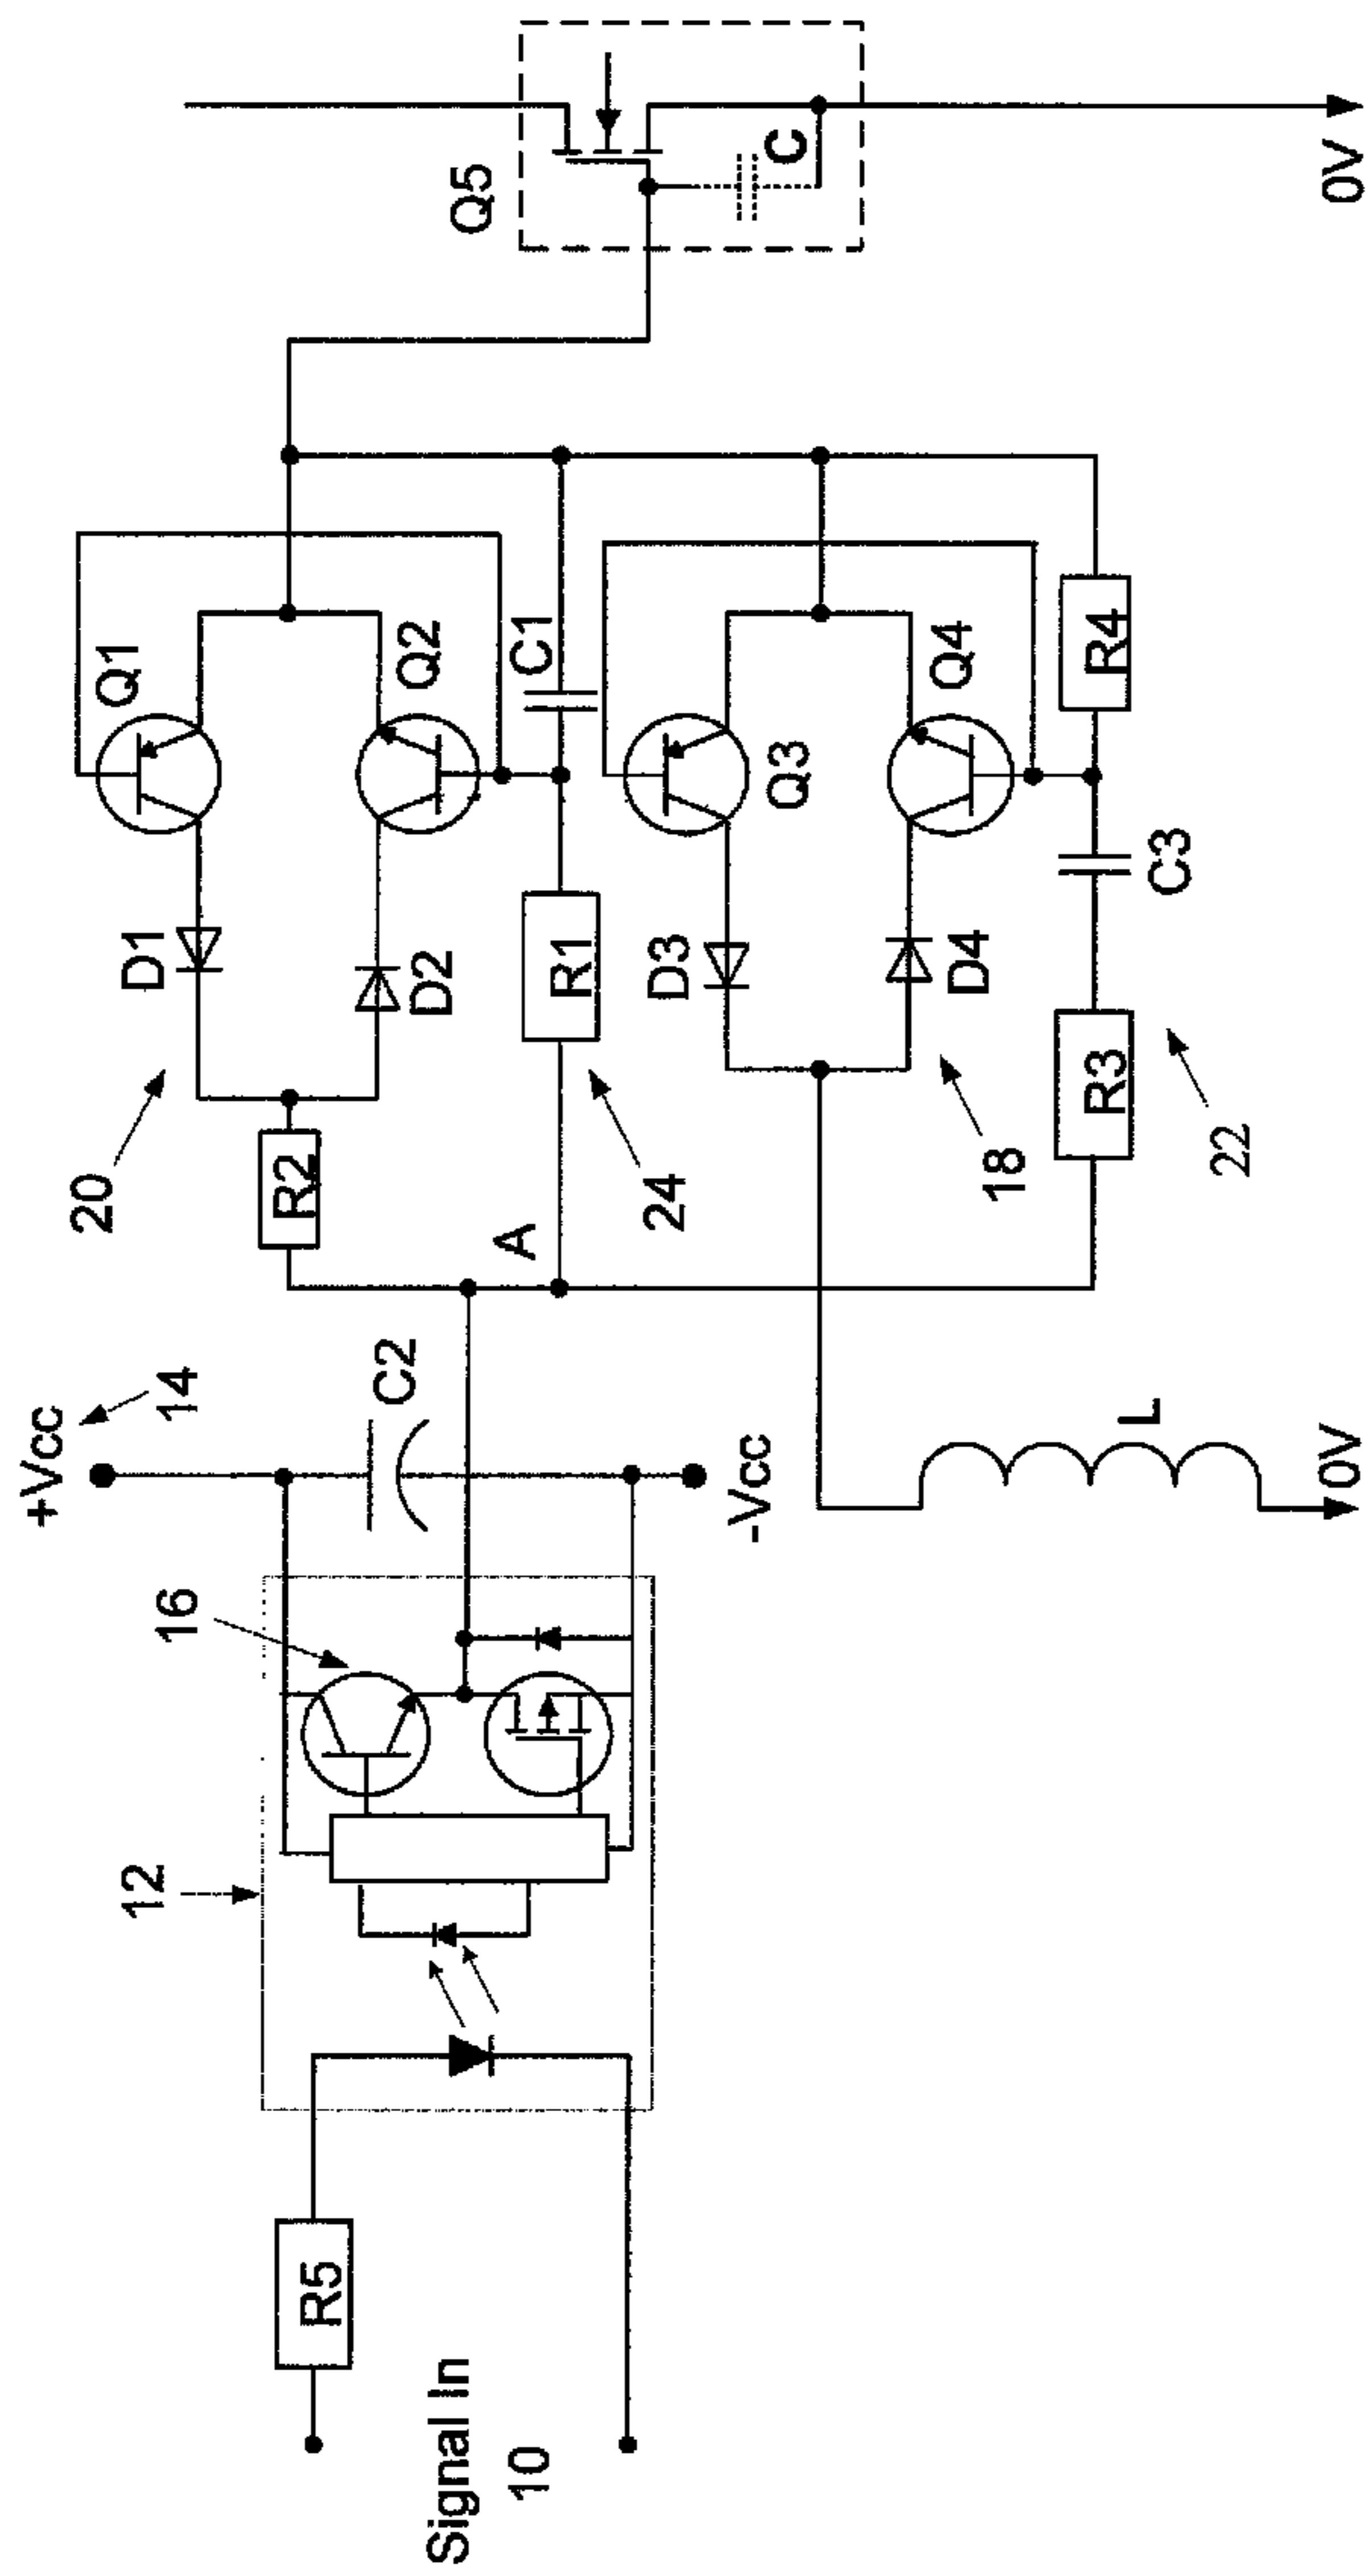 Signal In
10
R5
12
16
+Vcc
14
C2
-Vcc
L
0V
A
20
R2
D1
D2
Q1
Q2
24
R1
C1
D3
D4
18
Q3
Q4
R3
22
C3
R4
Q5
C
0V